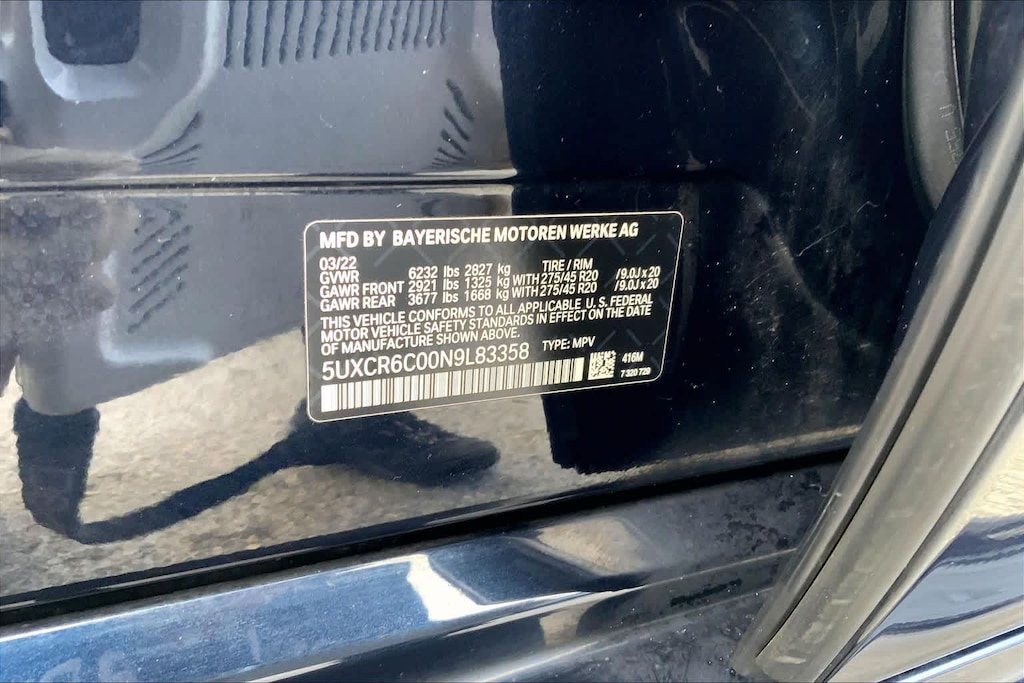 MFD BY BAYERISCHE MOTOREN WERKE AG
03/22
GVWR 6232 lbs 2827 kg TIRE / RIM
GAWR FRONT 2921 lbs 1325 kg WITH 275/45 R20 /9.0J x 20
GAWR REAR 3677 lbs 1668 kg WITH 275/45 R20 /9.0J x 20
THIS VEHICLE CONFORMS TO ALL APPLICABLE U. S. FEDERAL
MOTOR VEHICLE SAFETY STANDARDS IN EFFECT ON THE DATE
OF MANUFACTURE SHOWN ABOVE.
5UXCR6C00N9L83358 TYPE: MPV
416M
7 320 729